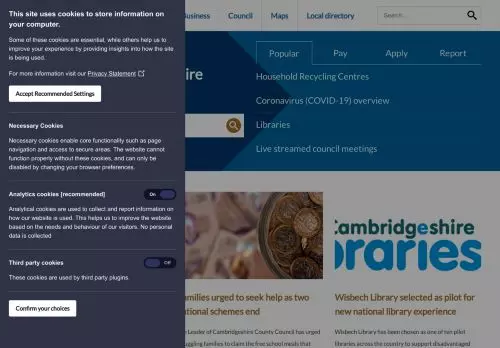 This site uses cookies to store information on
your computer.
Some of these cookies are essential, while others help us to
improve your experience by providing insights into how the site
is being used.
For more information visit our Privacy Statement
Accept Recommended Settings
Necessary Cookies
Necessary cookies enable core functionality such as page
navigation and access to secure areas. The website cannot
function properly without these cookies, and can only be
disabled by changing your browser preferences.
Analytics cookies [recommended]
On
Analytical cookies are used to collect and report information on
how our website is used. This helps us to improve the website
based on the needs and behaviour of our visitors. No personal
data is collected
Third party cookies
Off
These cookies are used by third party plugins.
Confirm your choices
usiness
Council
Maps
Local directory
Search...
ire
Popular
Pay
Apply
Report
Household Recycling Centres
Coronavirus (COVID-19) overview
Libraries
Live streamed council meetings
ambridgeshire
braries
amilies urged to seek help as two
ational schemes end
Leader of Cambridgeshire County Council has urged
uggling families to claim the free school meals that
Wisbech Library selected as pilot for
new national library experience
Wisbech Library has been chosen as one of ten pilot
libraries across the country to support disadvantaged